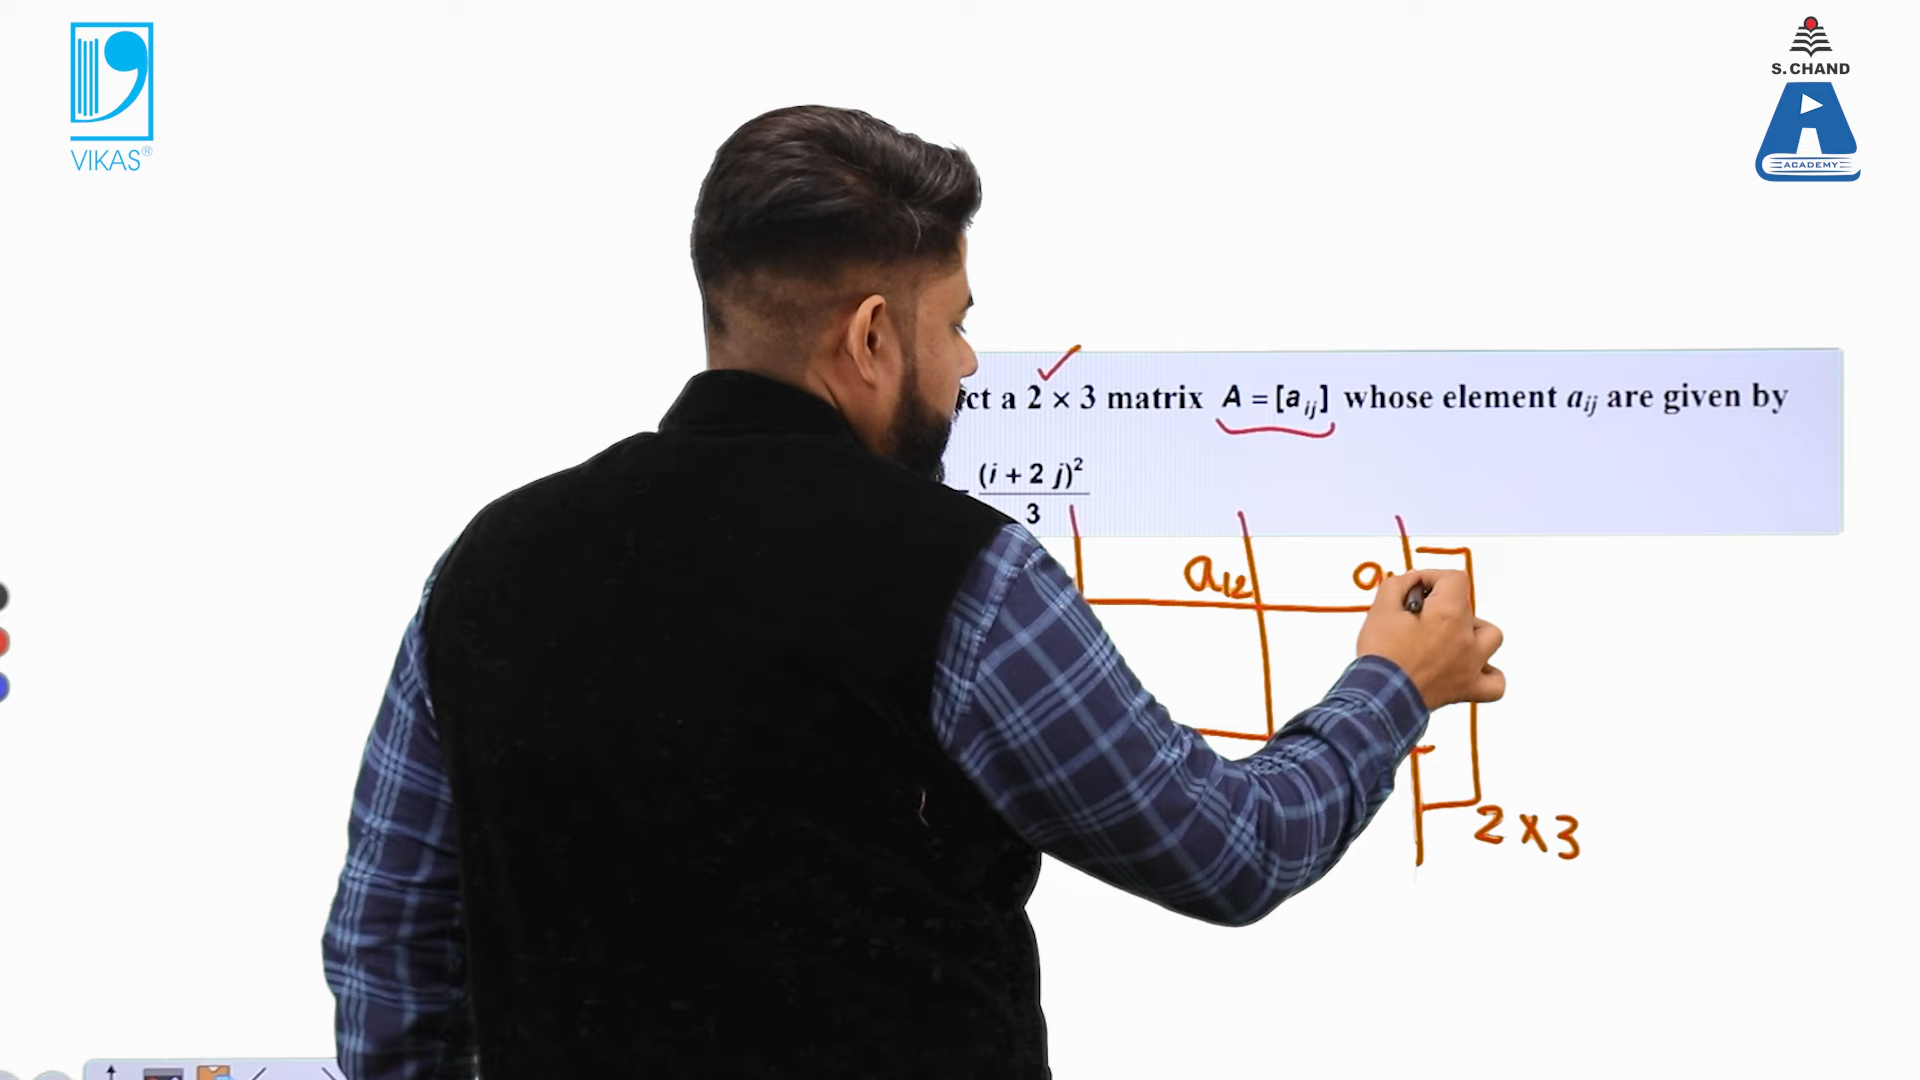 VIKAS®
S. CHAND
ACADEMY
ct a 2 × 3 matrix A = [a ij] whose element aij are given by
(i + 2 j)²
3
a12
2 × 3